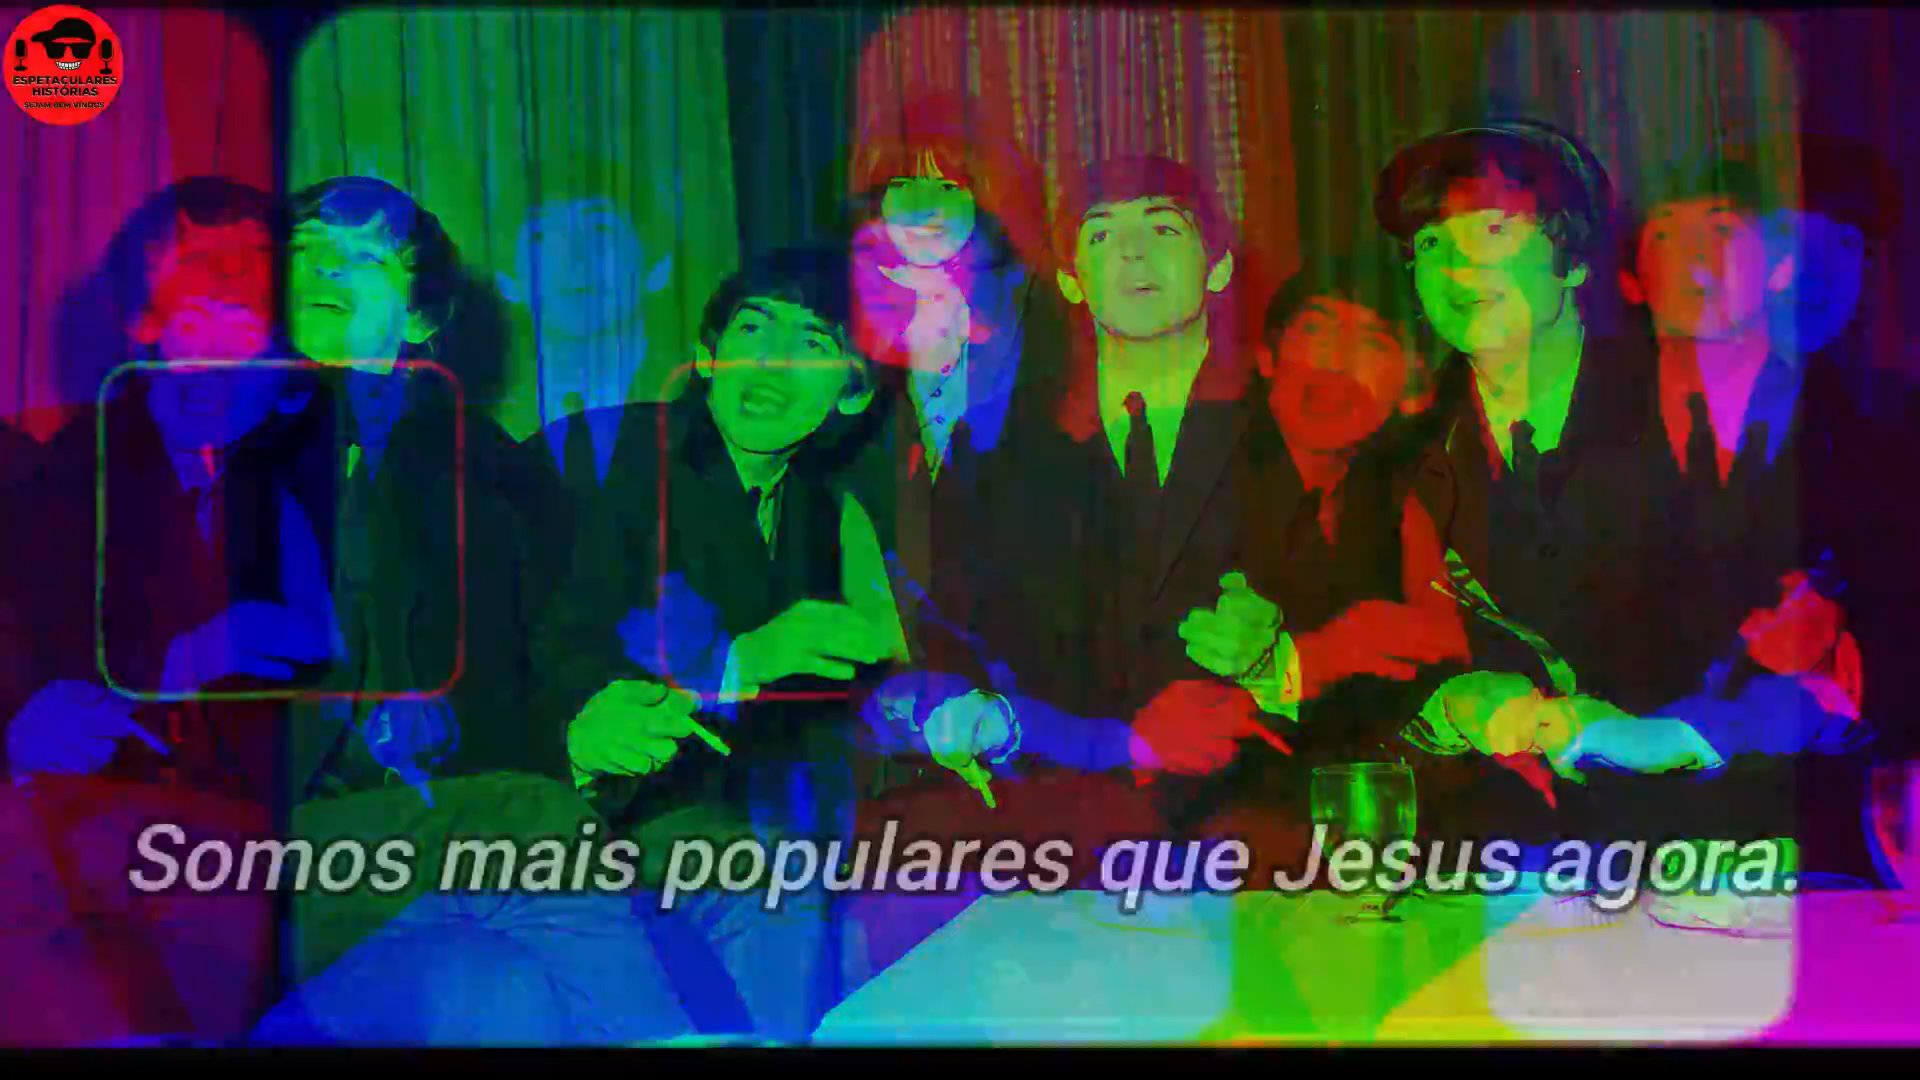 ESPETACULARES
HISTÓRIAS
SEJAM BEM VINDOS
Somos mais populares que Jesus agora.